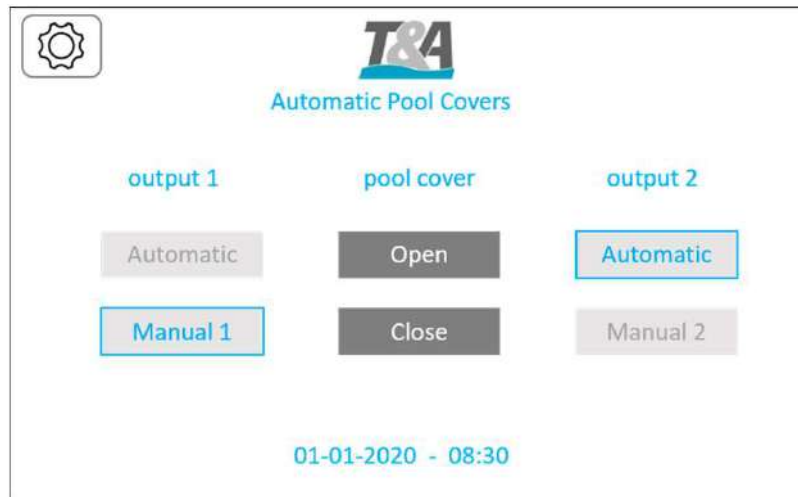 T&A
Automatic Pool Covers
output 1 pool cover output 2
Automatic Open Automatic
Manual 1 Close Manual 2
01-01-2020 - 08:30